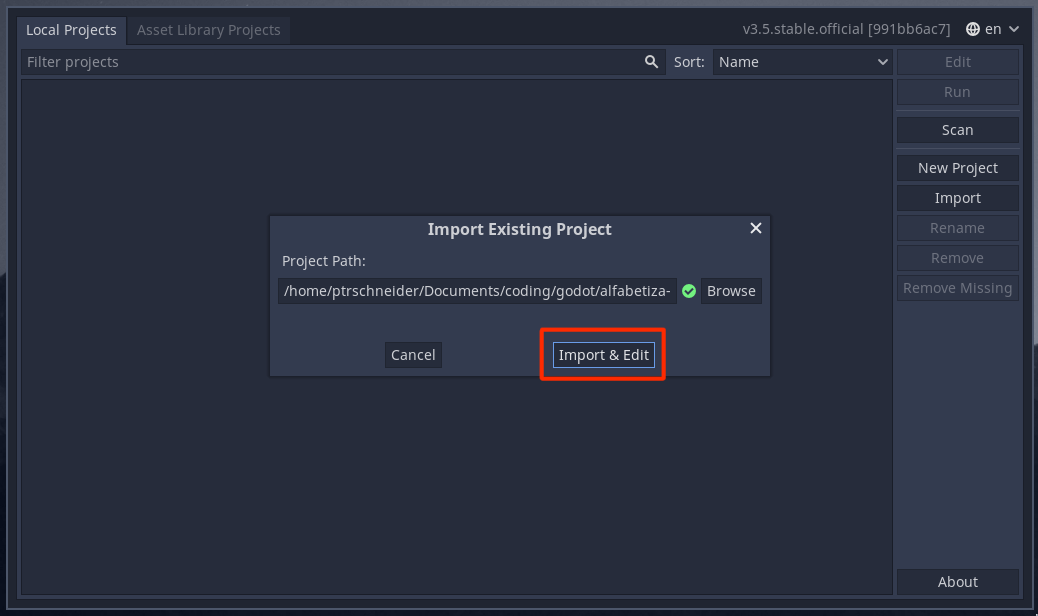 Local Projects Asset Library Projects v3.5.stable.official [991bb6ac7] en
Filter projects Sort: Name Edit
Run
Scan
New Project
Import
Rename
Remove
Remove Missing
Import Existing Project
Project Path:
/home/ptrschneider/Documents/coding/godot/alfabetiza- Browse
Cancel Import & Edit
About